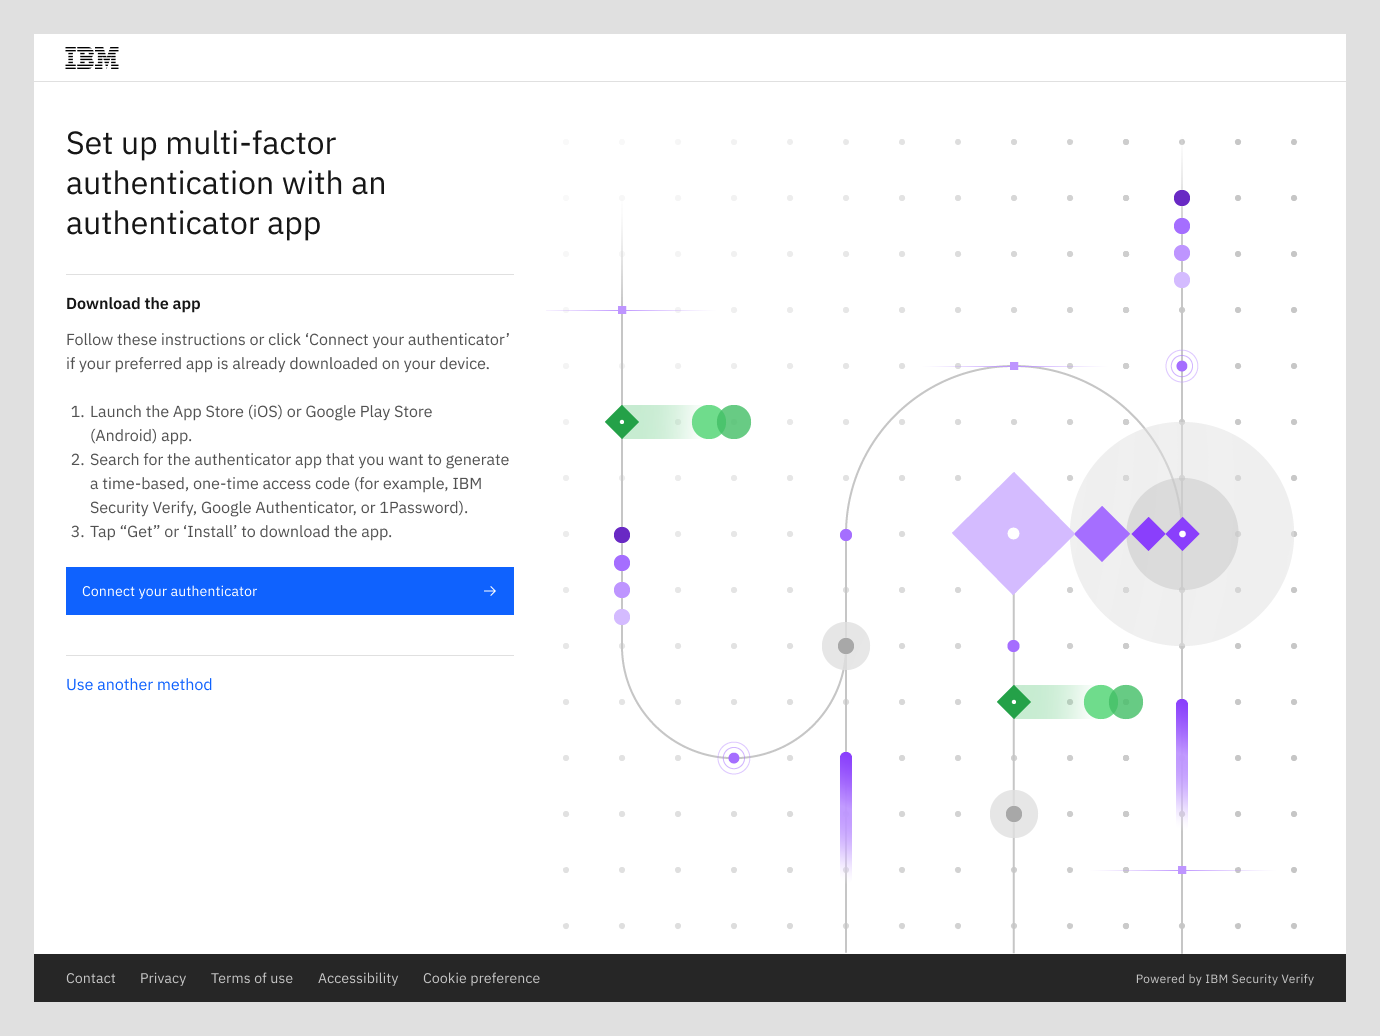 IBM
Set up multi-factor
authentication with an
authenticator app
Download the app
Follow these instructions or click ‘Connect your authenticator’
if your preferred app is already downloaded on your device.
1. Launch the App Store (iOS) or Google Play Store
(Android) app.
2. Search for the authenticator app that you want to generate
a time-based, one-time access code (for example, IBM
Security Verify, Google Authenticator, or 1Password).
3. Tap “Get” or ‘Install’ to download the app.
Connect your authenticator
Use another method
Contact Privacy Terms of use Accessibility Cookie preference Powered by IBM Security Verify